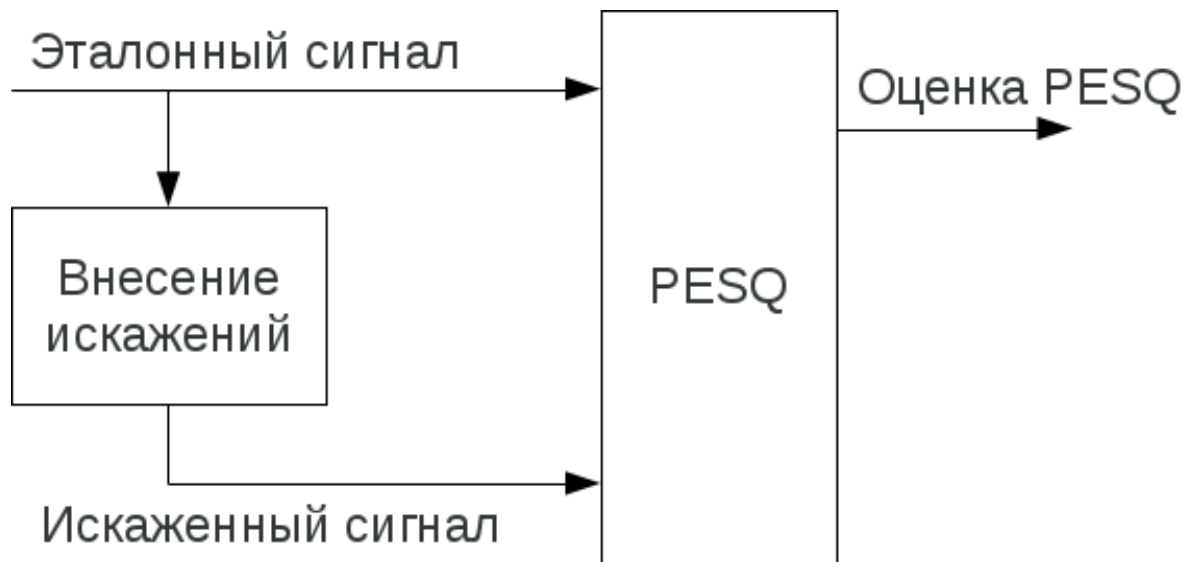 Эталонный сигнал
Оценка PESQ
Внесение
искажений
PESQ
Искаженный сигнал